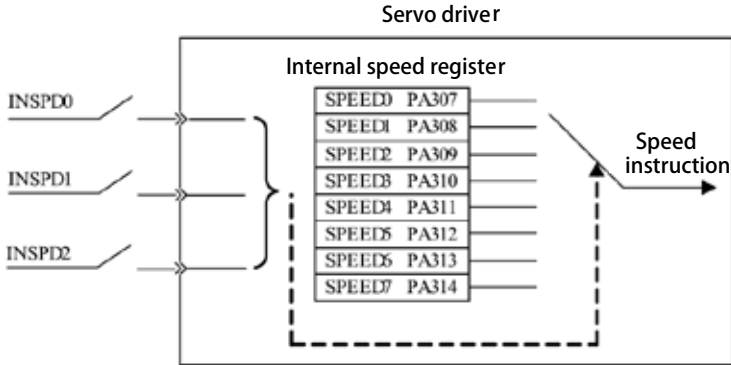 Servo driver
Internal speed register
INSPD0
INSPD1
INSPD2
SPEED0 PA307
SPEED1 PA308
SPEED2 PA309
SPEED3 PA310
SPEED4 PA311
SPEED5 PA312
SPEED6 PA313
SPEED7 PA314
Speed
instruction